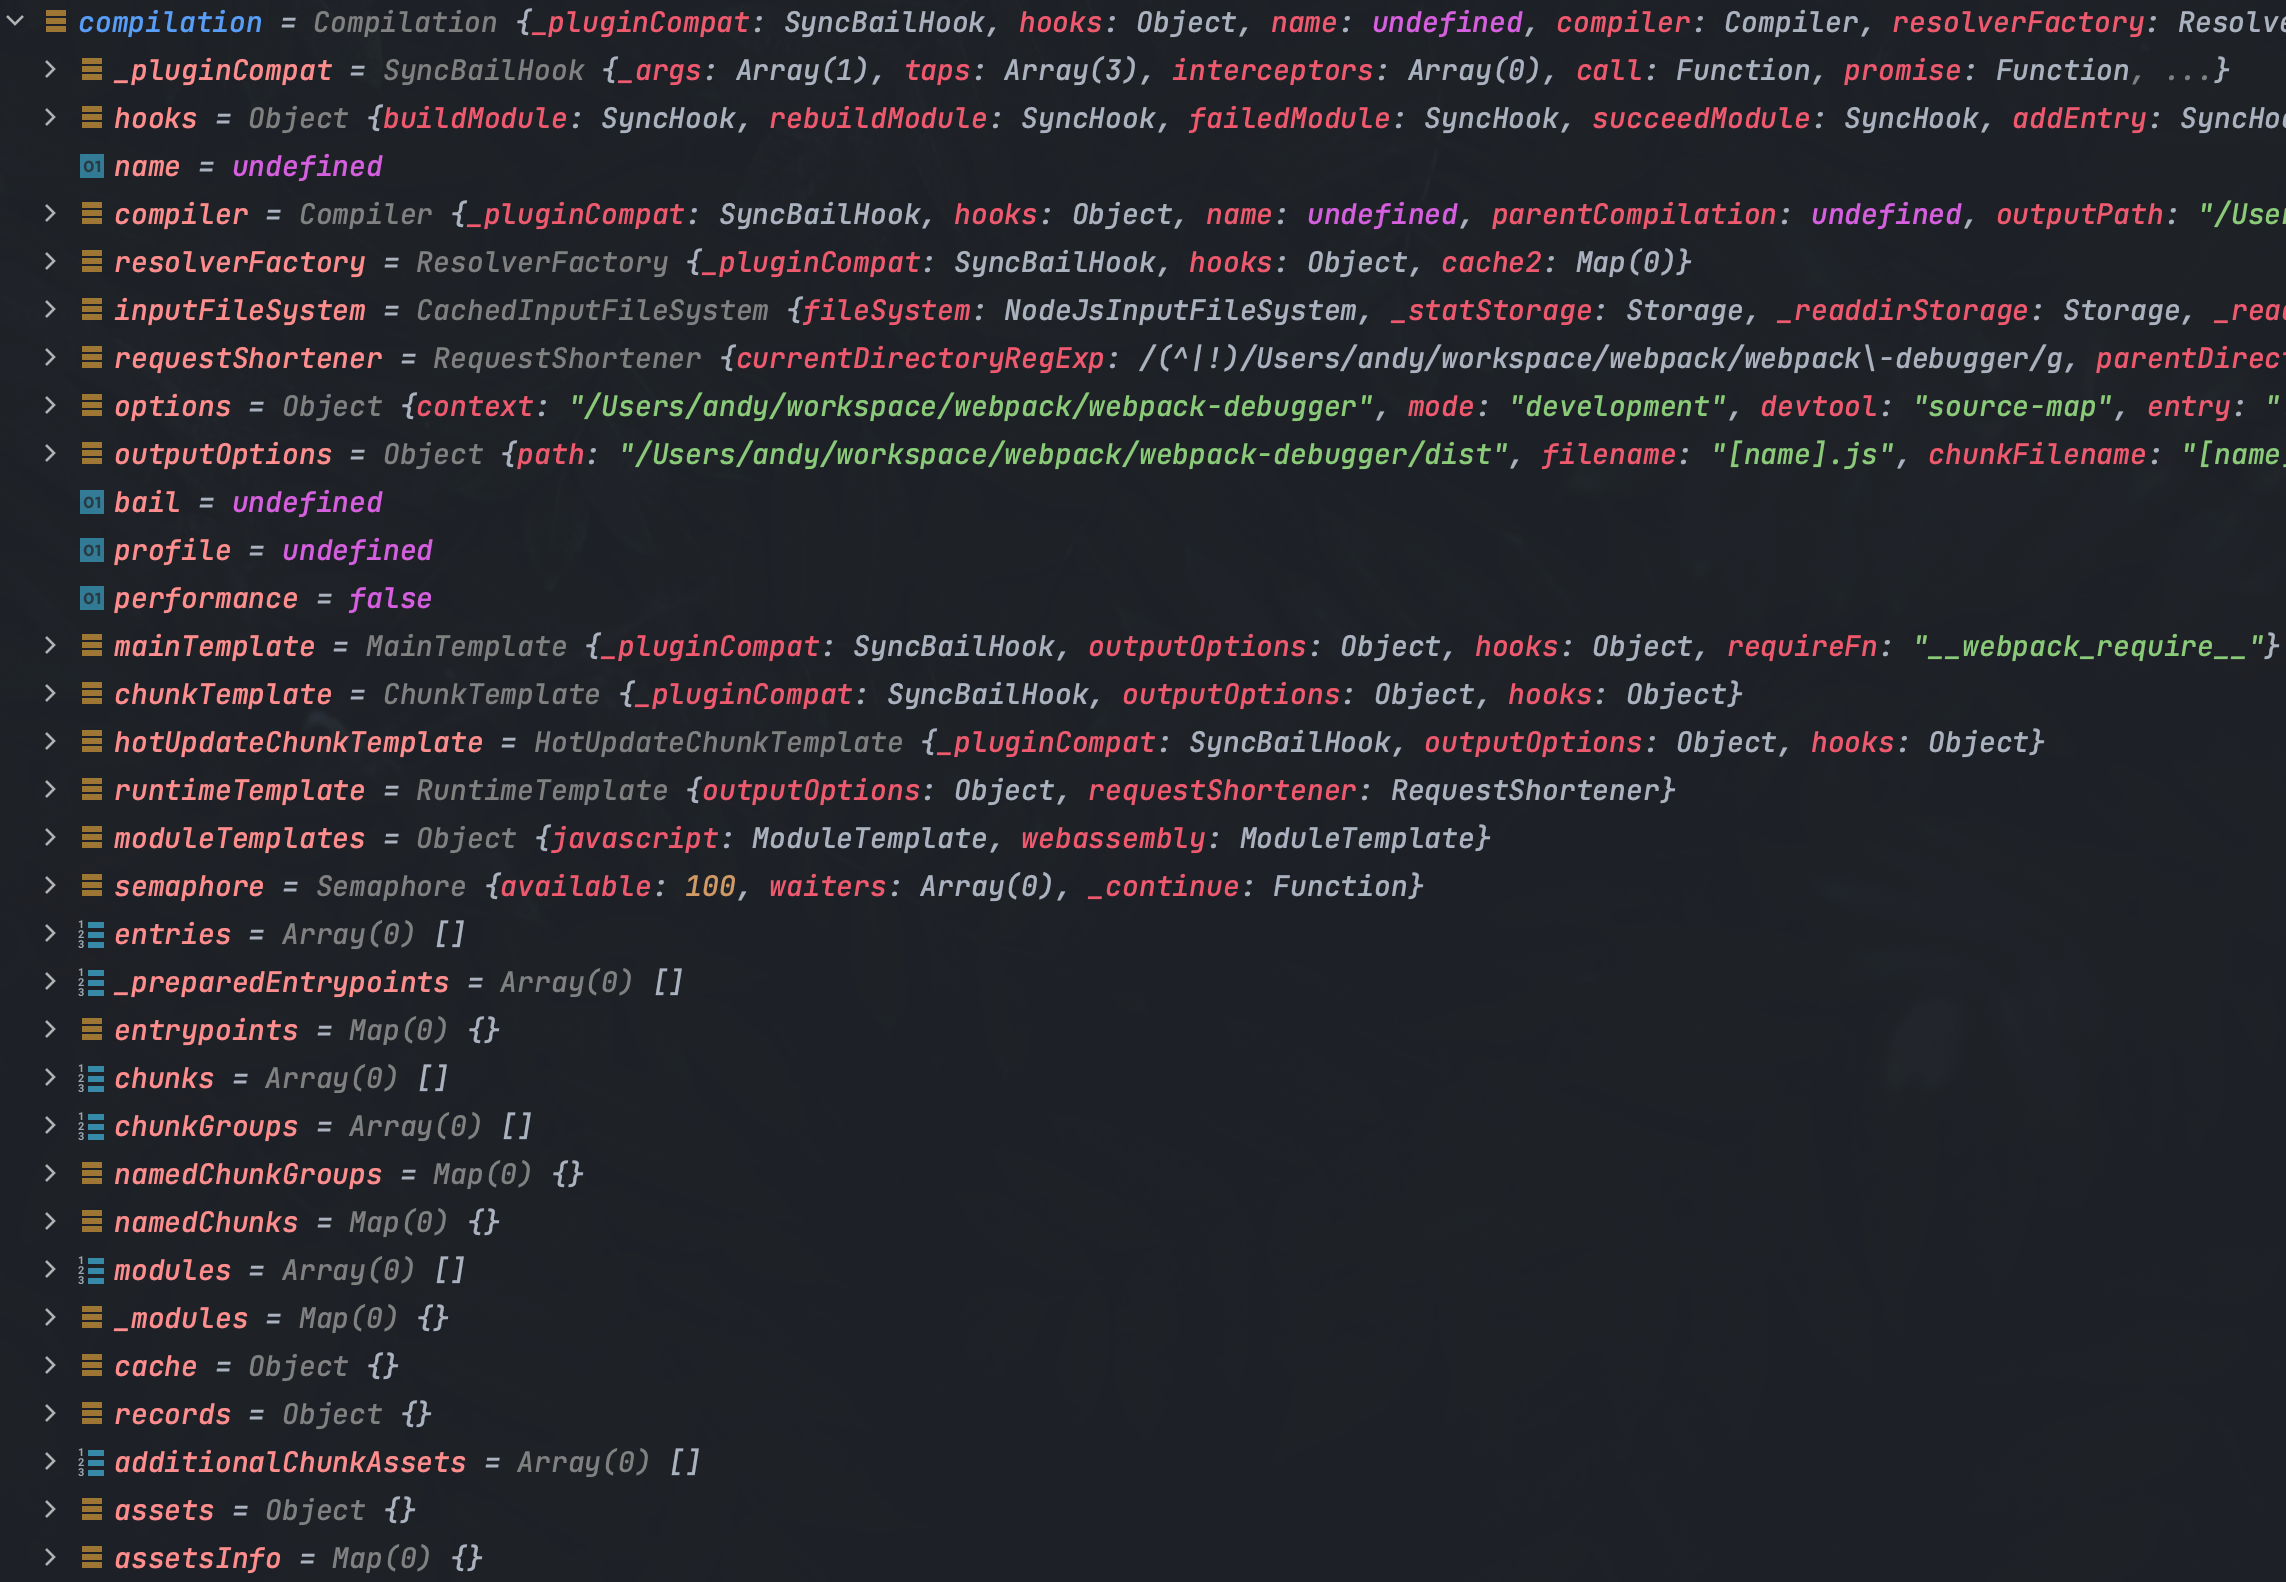 compilation = Compilation {_pluginCompat: SyncBailHook, hooks: Object, name: undefined, compiler: Compiler, resolverFactory: Resolve
_pluginCompat = SyncBailHook {_args: Array(1), taps: Array(3), interceptors: Array(0), call: Function, promise: Function, ...}
hooks = Object {buildModule: SyncHook, rebuildModule: SyncHook, failedModule: SyncHook, succeedModule: SyncHook, addEntry: SyncHoo
01 name = undefined
compiler = Compiler {_pluginCompat: SyncBailHook, hooks: Object, name: undefined, parentCompilation: undefined, outputPath: "/User
resolverFactory = ResolverFactory {_pluginCompat: SyncBailHook, hooks: Object, cache2: Map(0)}
inputFileSystem = CachedInputFileSystem {fileSystem: NodeJsInputFileSystem, _statStorage: Storage, _readdirStorage: Storage, _read
requestShortener = RequestShortener {currentDirectoryRegExp: /(^|!)/Users/andy/workspace/webpack/webpack\-debugger/g, parentDirect
options = Object {context: "/Users/andy/workspace/webpack/webpack-debugger", mode: "development", devtool: "source-map", entry: "
outputOptions = Object {path: "/Users/andy/workspace/webpack/webpack-debugger/dist", filename: "[name].js", chunkFilename: "[name]
01 bail = undefined
01 profile = undefined
01 performance = false
mainTemplate = MainTemplate {_pluginCompat: SyncBailHook, outputOptions: Object, hooks: Object, requireFn: "__webpack_require__"}
chunkTemplate = ChunkTemplate {_pluginCompat: SyncBailHook, outputOptions: Object, hooks: Object}
hotUpdateChunkTemplate = HotUpdateChunkTemplate {_pluginCompat: SyncBailHook, outputOptions: Object, hooks: Object}
runtimeTemplate = RuntimeTemplate {outputOptions: Object, requestShortener: RequestShortener}
moduleTemplates = Object {javascript: ModuleTemplate, webassembly: ModuleTemplate}
semaphore = Semaphore {available: 100, waiters: Array(0), _continue: Function}
entries = Array(0) []
_preparedEntrypoints = Array(0) []
entrypoints = Map(0) {}
chunks = Array(0) []
chunkGroups = Array(0) []
namedChunkGroups = Map(0) {}
namedChunks = Map(0) {}
modules = Array(0) []
_modules = Map(0) {}
cache = Object {}
records = Object {}
additionalChunkAssets = Array(0) []
assets = Object {}
assetsInfo = Map(0) {}